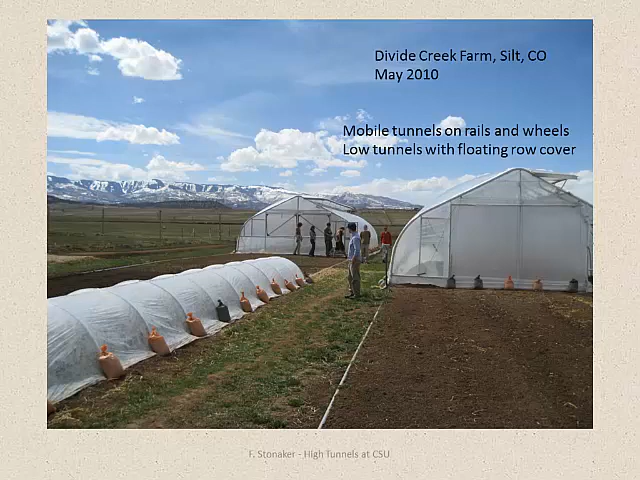 Divide Creek Farm, Silt, CO
May 2010
Mobile tunnels on rails and wheels
Low tunnels with floating row cover
F. Stonaker - High Tunnels at CSU